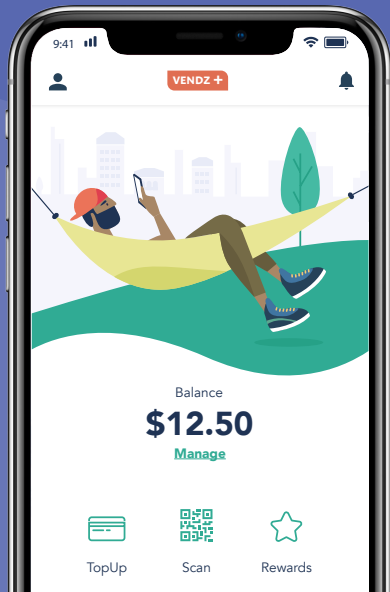 9:41
VENDZ +
Balance
$12.50
Manage
TopUp
Scan
Rewards